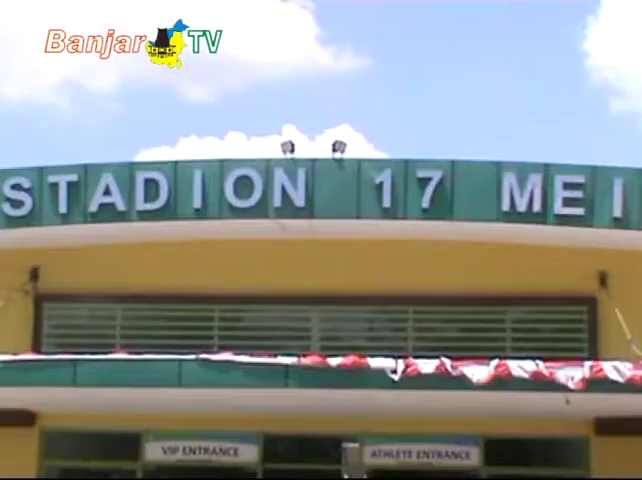 Banjar TV
STADION 17 MEI
VIP ENTRANCE
ATHLETE ENTRANCE